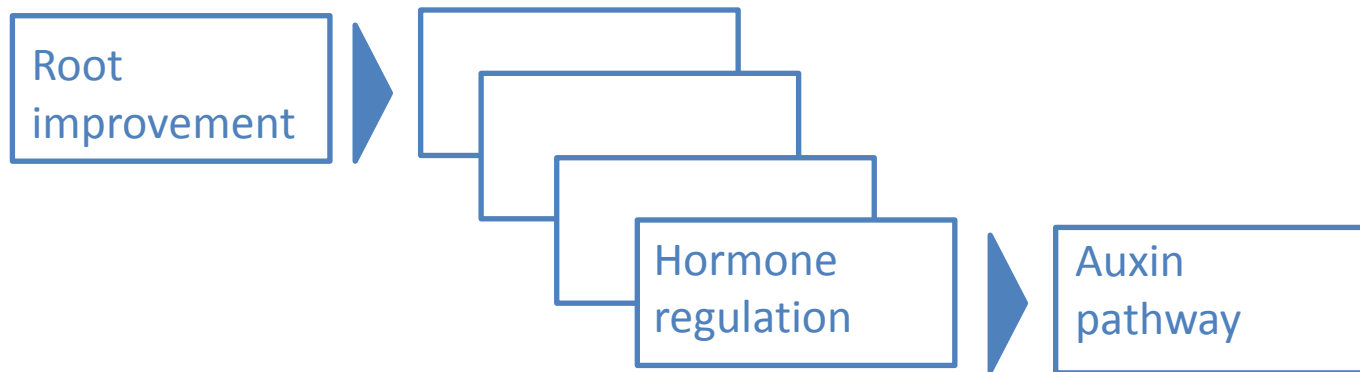 Root
improvement
Hormone
regulation
Auxin
pathway